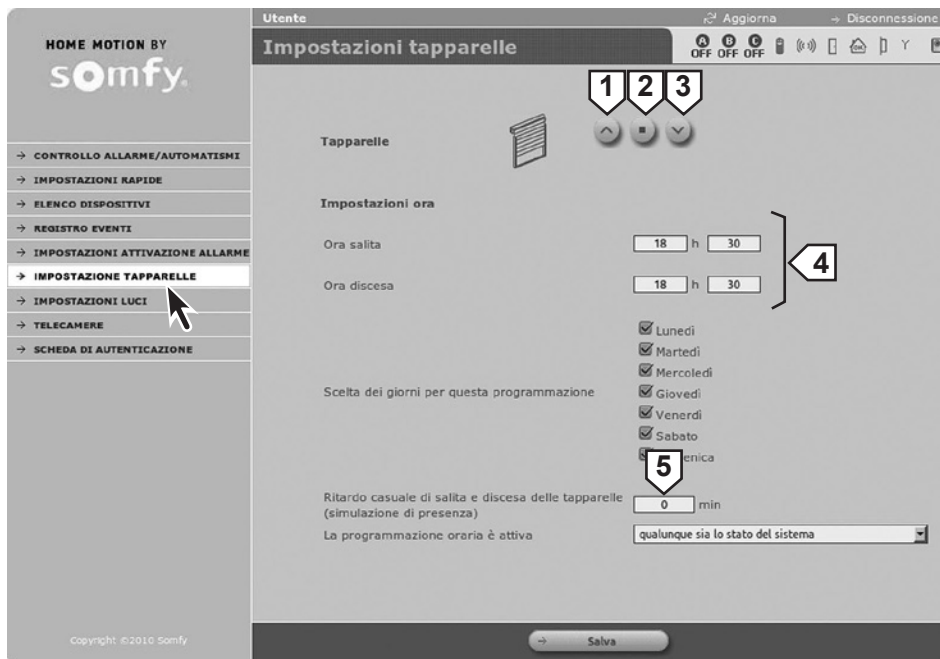 Utente
Aggiorna
Disconnessione
HOME MOTION BY
somfy.
Impostazioni tapparelle
A B C
OFF OFF OFF
1 2 3
Tapparelle
→ CONTROLLO ALLARME/AUTOMATISMI
→ IMPOSTAZIONI RAPIDE
→ ELENCO DISPOSITIVI
→ REGISTRO EVENTI
→ IMPOSTAZIONI ATTIVAZIONE ALLARME
→ IMPOSTAZIONE TAPPARELLE
→ IMPOSTAZIONI LUCI
→ TELECAMERE
→ SCHEDA DI AUTENTICAZIONE
Impostazioni ora
Ora salita
18 h 30
4
Ora discesa
18 h 30
Scelta dei giorni per questa programmazione
Lunedì
Martedì
Mercoledì
Giovedì
Venerdì
Sabato
enica
5
Ritardo casuale di salita e discesa delle tapparelle
(simulazione di presenza)
0 min
La programmazione oraria è attiva
qualunque sia lo stato del sistema
Copyright ©2010 Somfy
→ Salva